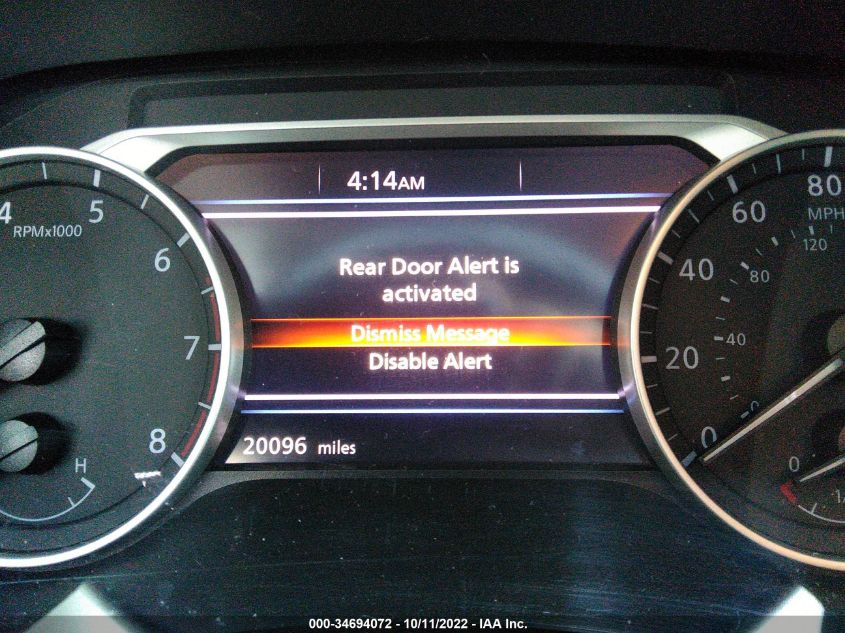 4:14AM
4
5
6
7
8
RPMx1000
H
Rear Door Alert is
activated
Dismiss Message
Disable Alert
20096 miles
0
20
40
60
80
MPH
0
40
80
120
0
000-34694072 - 10/11/2022 - IAA Inc.